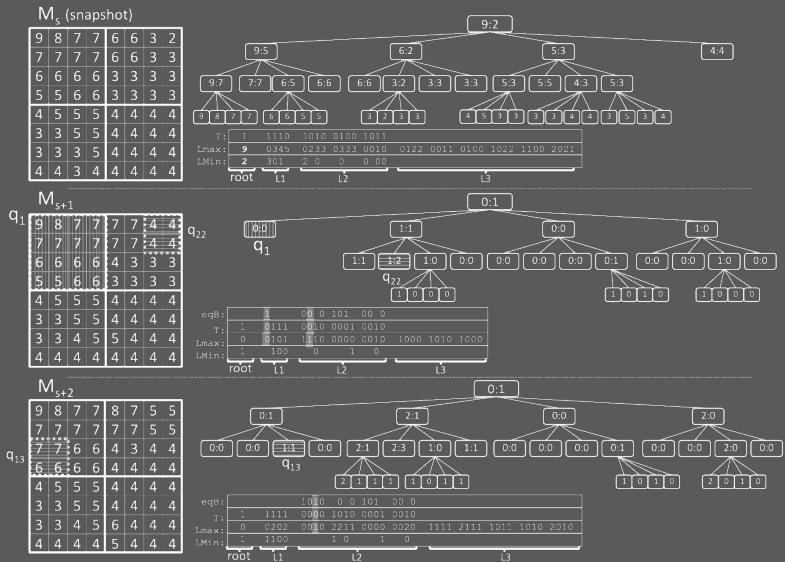 Ms (snapshot)
9 8 7 7 6 6 3 2
7 7 7 7 6 6 3 3
6 6 6 5 3 3 3 3
5 5 6 6 3 3 3 3
4 5 5 5 4 4 4 4
3 3 5 5 4 4 4 4
3 3 3 5 4 4 4 4
4 4 3 4 4 4 4 4
9:2
9:5 6:2 5:3 4:4
9:7 7:7 6:5 6:6 6:6 3:2 3:3 3:3 5:3 5:5 4:3 5:3
9 8 7 7 6 6 5 5 3 2 3 3 4 5 3 3 3 3 4 4 3 5 3 4
T: 1 1110 1010 0100 1011
Lmax: 9 0345 0233 0333 0010 0122 0011 0100 1022 1100 2021
LMin: 2 301 2 0 0 0 00
root L1 L2 L3
Ms+1
q1
9 8 7 7 7 7 4 4
7 7 7 7 7 7 4 4
6 6 6 6 4 3 3 3
5 5 6 6 4 4 3 3
4 5 5 5 4 4 4 4
3 3 5 5 4 4 4 4
3 3 4 5 5 4 4 4
4 4 4 4 4 4 4 4
q22
0:1
0:0 1:1 0:0 1:0
q1
1:1 1:2 1:0 0:0 0:0 0:0 0:0 0:1 0:0 0:0 1:0 0:0
q22
1 0 0 0 1 0 1 0 1 0 0 0
eqB: 1 00 0 101 00 0
T: 1 0111 0010 0001 0010
Lmax: 0 0101 1110 0000 0010 1000 1010 1000
LMin: 1 100 0 1 0
root L1 L2 L3
Ms+2
9 8 7 7 8 7 5 5
7 7 7 7 7 7 5 5
7 7 6 6 4 3 4 4
6 6 6 6 4 4 4 4
4 5 5 5 4 4 4 4
3 3 5 5 4 4 4 4
3 3 4 5 6 4 4 4
4 4 4 4 5 4 4 4
q13
0:1
0:1 2:1 0:0 2:0
0:0 0:0 1:1 0:0 2:1 2:3 1:0 1:1 0:0 0:0 0:0 0:1 0:0 0:0 2:0 0:0
q13
2 1 1 1 1 0 1 1 1 0 1 0 2 0 1 0
eqB: 1010 0 0 101 00 0
T: 1 1111 0000 1010 0001 0010
Lmax: 0 0202 0010 2211 0000 0020 1111 2111 1011 1010 2010
LMin: 1 1100 1 0 1 0
root L1 L2 L3